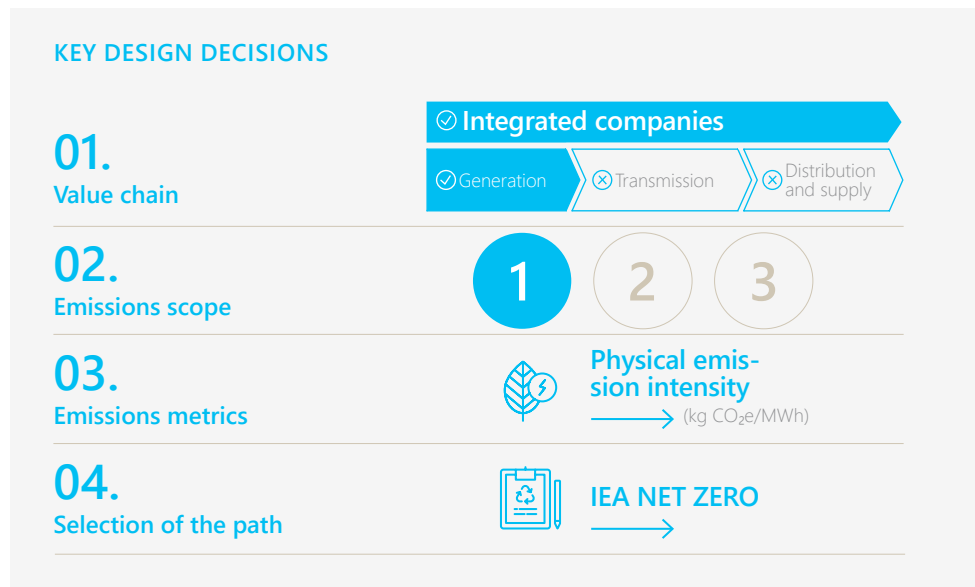 KEY DESIGN DECISIONS
01.
Value chain
Integrated companies
Generation
Transmission
Distribution
and supply
02.
Emissions scope
1
2
3
03.
Emissions metrics
Physical emis-
sion intensity
(kg CO₂e/MWh)
04.
Selection of the path
IEA NET ZERO